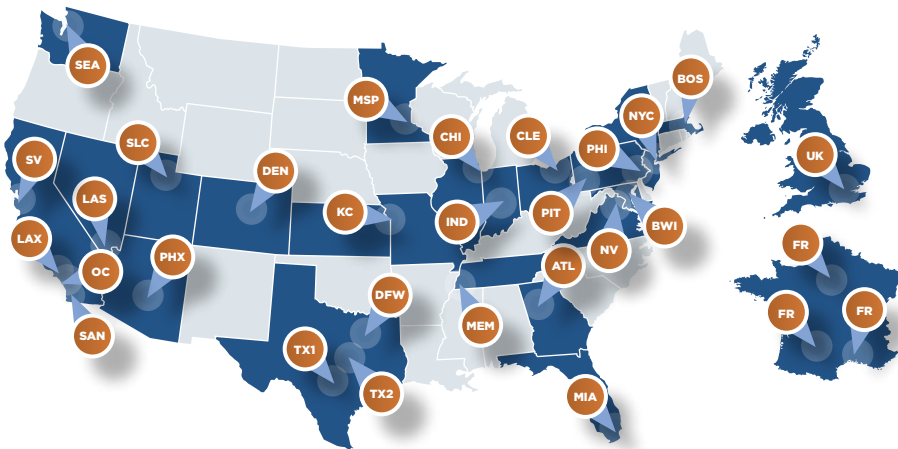 SEA
BOS
MSP
NYC
CHI
CLE
SLC
PHI
SV
UK
DEN
LAS
KC
IND
PIT
BWI
LAX
NV
FR
PHX
OC
ATL
DFW
FR
FR
MEM
SAN
TX1
TX2
MIA